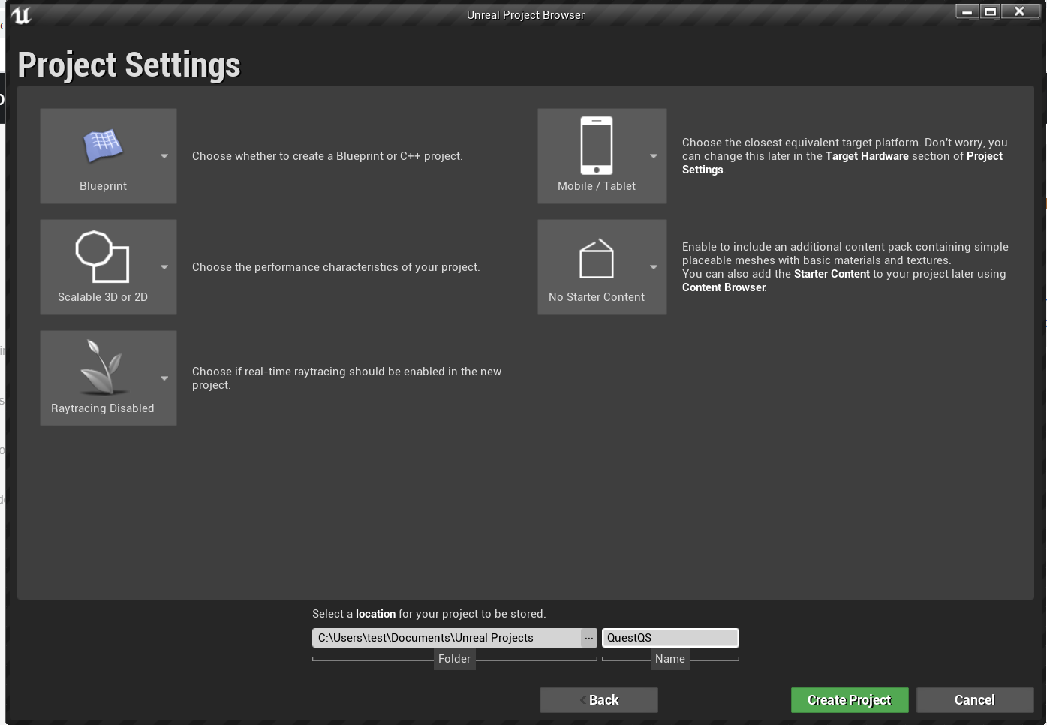 Unreal Project Browser
Project Settings
Blueprint
Choose whether to create a Blueprint or C++ project.
Mobile / Tablet
Choose the closest equivalent target platform. Don't worry, you
can change this later in the Target Hardware section of Project
Settings
Scalable 3D or 2D
Choose the performance characteristics of your project.
No Starter Content
Enable to include an additional content pack containing simple
placeable meshes with basic materials and textures.
You can also add the Starter Content to your project later using
Content Browser.
Raytracing Disabled
Choose if real-time raytracing should be enabled in the new
project.
Select a location for your project to be stored.
C:\Users\test\Documents\Unreal Projects
...
QuestQS
Folder
Name
< Back
Create Project
Cancel